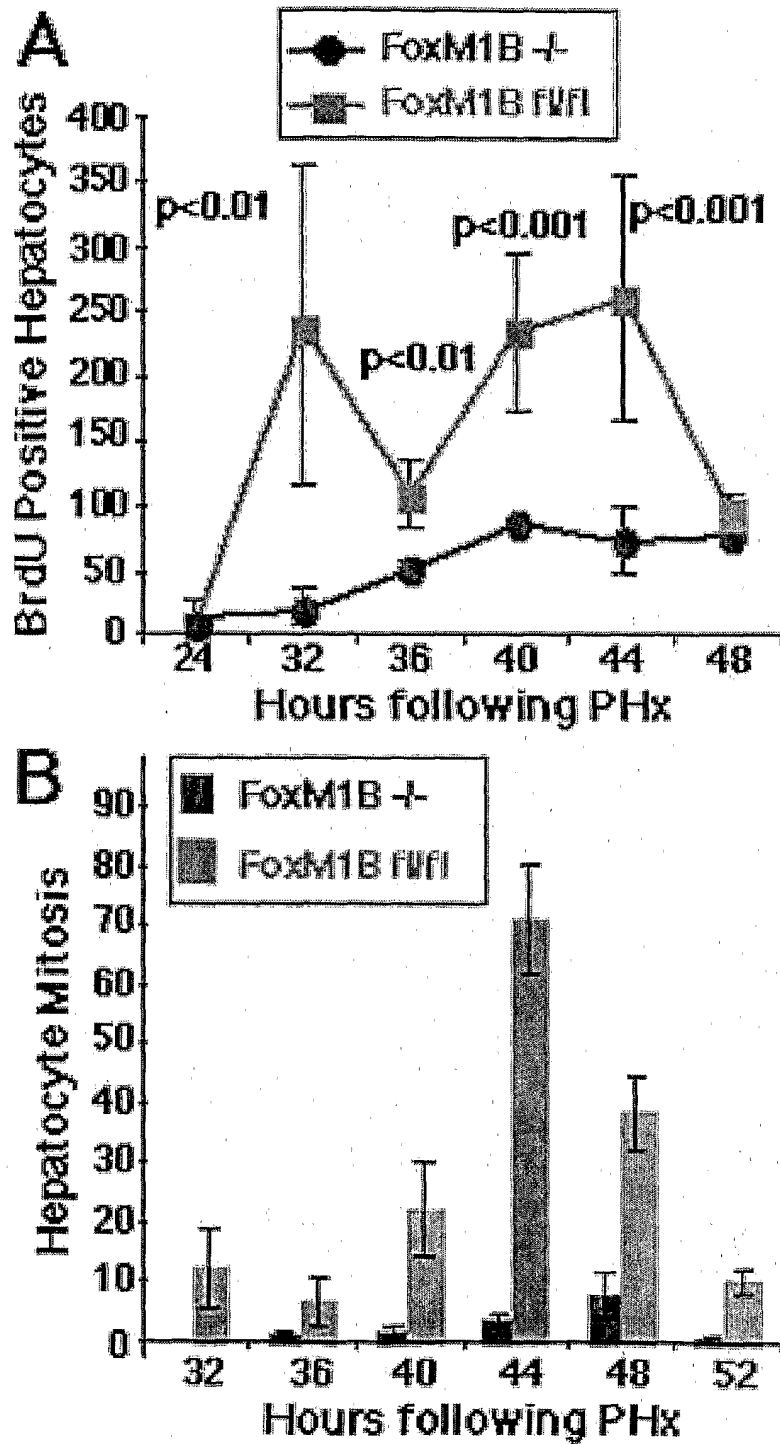 A
FoxM1B -/-
FoxM1B fl/fl
BrdU Positive Hepatocytes
400
350
300
250
200
150
100
50
0
p<0.01
p<0.01
p<0.001
p<0.001
24 32 36 40 44 48
Hours following PHx
B
FoxM1B -/-
FoxM1B fl/fl
Hepatocyte Mitosis
90
80
70
60
50
40
30
20
10
0
32 36 40 44 48 52
Hours following PHx